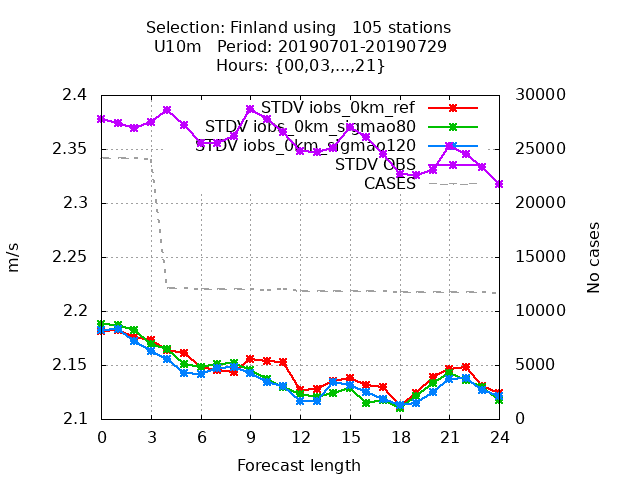 Selection: Finland using   105 stations
U10m   Period: 20190701-20190729
Hours: {00,03,...,21}
2.4
2.35
2.3
2.25
2.2
2.15
2.1
m/s
30000
25000
20000
15000
10000
5000
0
No cases
STDV iobs_0km_ref
STDV iobs_0km_sigmao80
STDV iobs_0km_sigmao120
STDV OBS
CASES
0 3 6 9 12 15 18 21 24
Forecast length